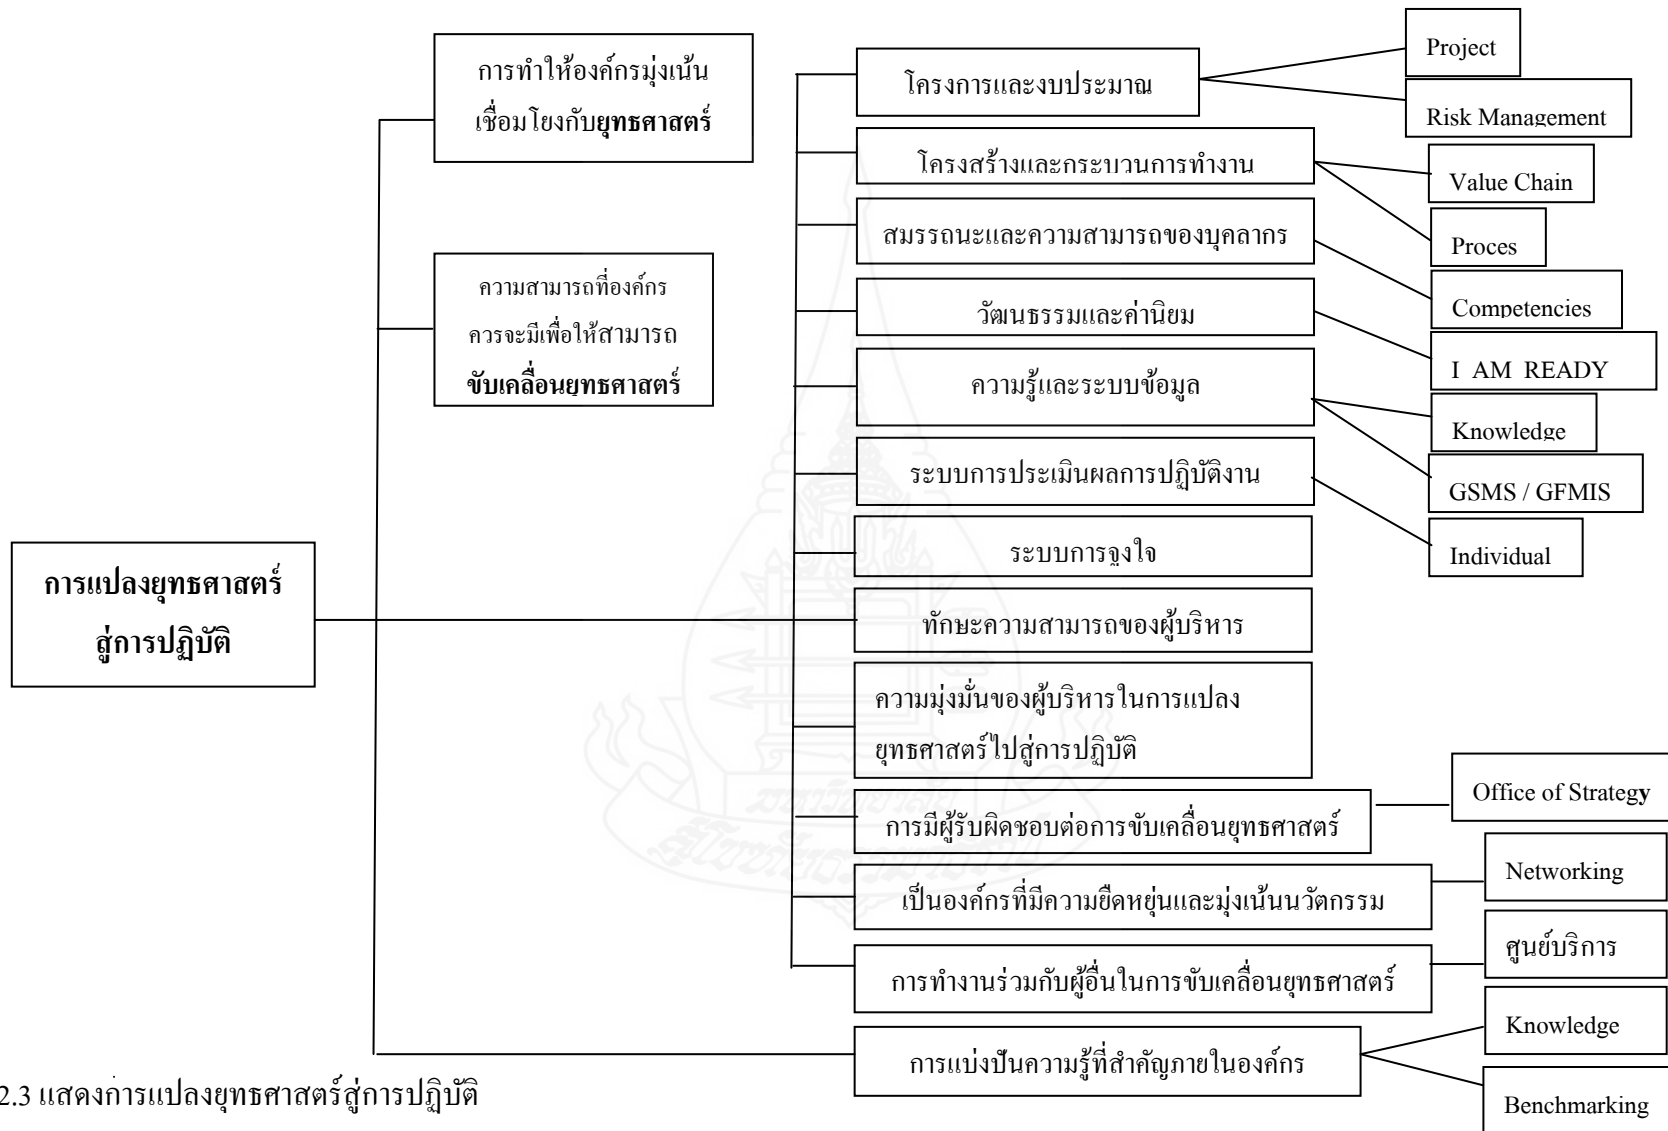 การทำให้องค์กรมุ่งเน้น
เชื่อมโยงกับยุทธศาสตร์
ความสามารถที่องค์กร
ควรจะมีเพื่อให้สามารถ
ขับเคลื่อนยุทธศาสตร์
การแปลงยุทธศาสตร์
สู่การปฏิบัติ
โครงการและงบประมาณ
โครงสร้างและกระบวนการทำงาน
สมรรถนะและความสามารถของบุคลากร
วัฒนธรรมและค่านิยม
ความรู้และระบบข้อมูล
ระบบการประเมินผลการปฏิบัติงาน
ระบบการจูงใจ
ทักษะความสามารถของผู้บริหาร
ความมุ่งมั่นของผู้บริหารในการแปลง
ยุทธศาสตร์ไปสู่การปฏิบัติ
การมีผู้รับผิดชอบต่อการขับเคลื่อนยุทธศาสตร์
เป็นองค์กรที่มีความยืดหยุ่นและมุ่งเน้นนวัตกรรม
การทำงานร่วมกับผู้อื่นในการขับเคลื่อนยุทธศาสตร์
การแบ่งปันความรู้ที่สำคัญภายในองค์กร
Project
Risk Management
Value Chain
Proces
Competencies
I AM READY
Knowledge
GSMS / GFMIS
Individual
Office of Strategy
Networking
ศูนย์บริการ
Knowledge
Benchmarking
มหาวิทยาลัย
สุโขทัยธรรมาธิราช
2.3 แสดงการแปลงยุทธศาสตร์สู่การปฏิบัติ